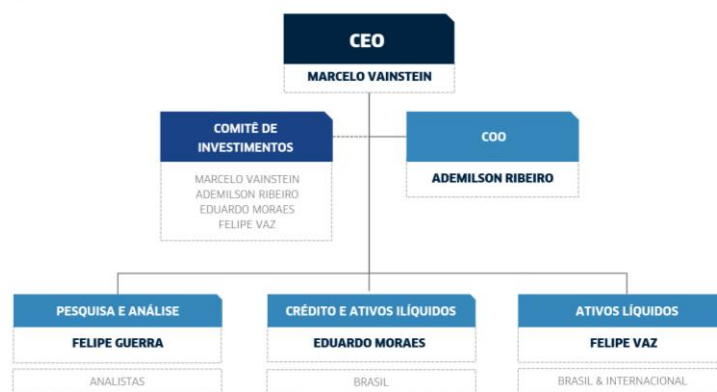 CEO
MARCELO VAINSTEIN
COMITÊ DE
INVESTIMENTOS
MARCELO VAINSTEIN
ADEMILSON RIBEIRO
EDUARDO MORAES
FELIPE VAZ
COO
ADEMILSON RIBEIRO
PESQUISA E ANÁLISE
FELIPE GUERRA
ANALISTAS
CRÉDITO E ATIVOS ILÍQUIDOS
EDUARDO MORAES
BRASIL
ATIVOS LÍQUIDOS
FELIPE VAZ
BRASIL & INTERNACIONAL